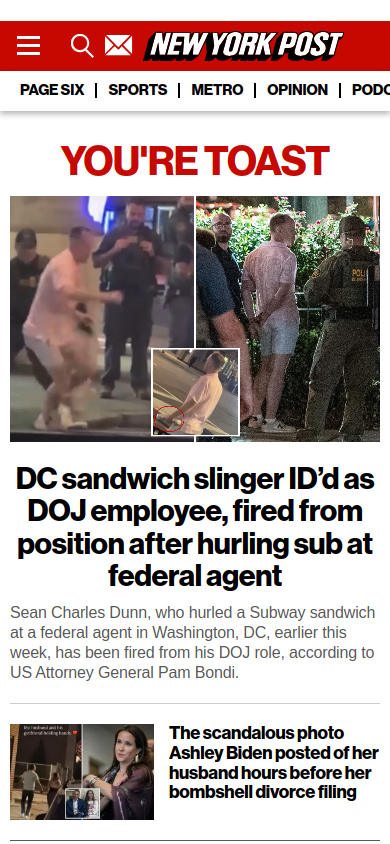 NEW YORK POST
PAGE SIX | SPORTS | METRO | OPINION | PODC
YOU'RE TOAST
POLI
DC sandwich slinger ID’d as
DOJ employee, fired from
position after hurling sub at
federal agent
Sean Charles Dunn, who hurled a Subway sandwich
at a federal agent in Washington, DC, earlier this
week, has been fired from his DOJ role, according to
US Attorney General Pam Bondi.
My husband and his
girlfriend holding hands.
The scandalous photo
Ashley Biden posted of her
husband hours before her
bombshell divorce filing